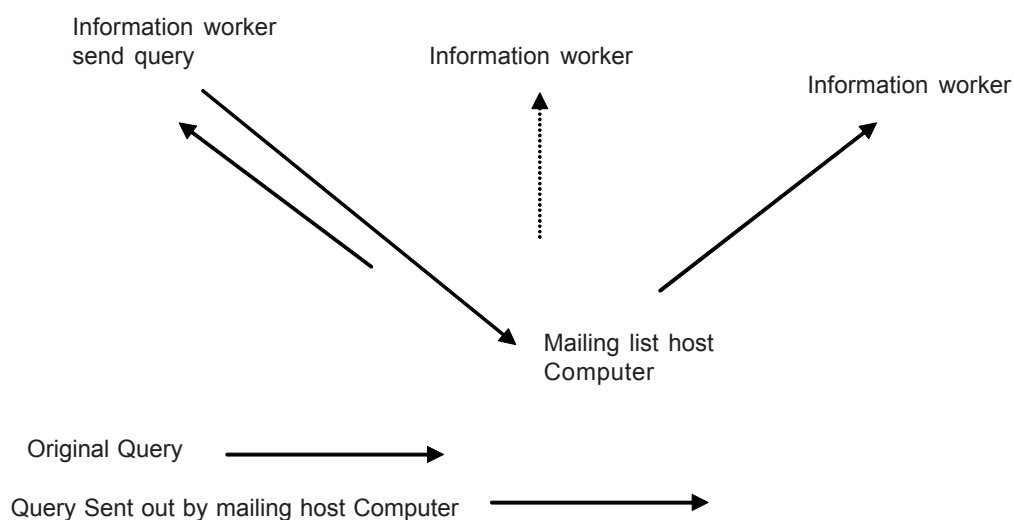 Information worker
send query
Information worker
Information worker
Mailing list host
Computer
Original Query
Query Sent out by mailing host Computer